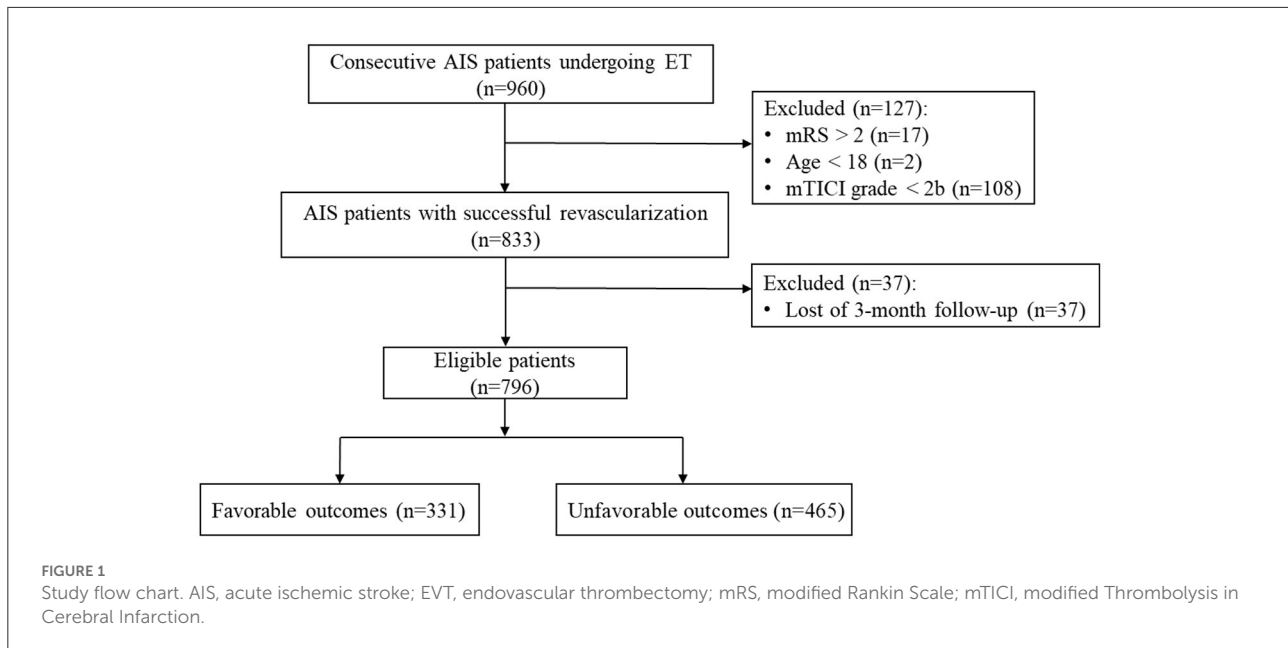 Consecutive AIS patients undergoing ET
(n=960)
Excluded (n=127):
• mRS > 2 (n=17)
• Age < 18 (n=2)
• mTICI grade < 2b (n=108)
AIS patients with successful revascularization
(n=833)
Excluded (n=37):
• Lost of 3-month follow-up (n=37)
Eligible patients
(n=796)
Favorable outcomes (n=331)
Unfavorable outcomes (n=465)
FIGURE 1
Study flow chart. AIS, acute ischemic stroke; EVT, endovascular thrombectomy; mRS, modified Rankin Scale; mTICI, modified Thrombolysis in
Cerebral Infarction.